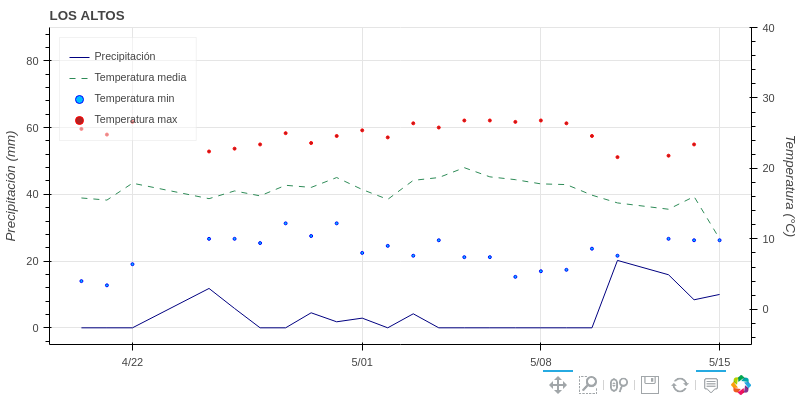 LOS ALTOS
Precipitación
Temperatura media
Temperatura min
Temperatura max
Precipitación (mm)
80
60
40
20
0
Temperatura (°C)
40
30
20
10
0
4/22
5/01
5/08
5/15